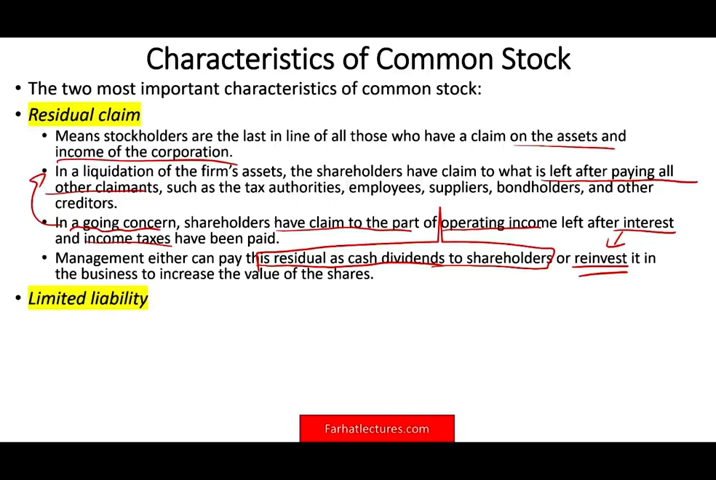 Characteristics of Common Stock
• The two most important characteristics of common stock:
• Residual claim
• Means stockholders are the last in line of all those who have a claim on the assets and
income of the corporation.
• In a liquidation of the firm's assets, the shareholders have claim to what is left after paying all
other claimants, such as the tax authorities, employees, suppliers, bondholders, and other
creditors.
• In a going concern, shareholders have claim to the part of operating income left after interest
and income taxes have been paid.
• Management either can pay this residual as cash dividends to shareholders or reinvest it in
the business to increase the value of the shares.
• Limited liability
Farhatlectures.com